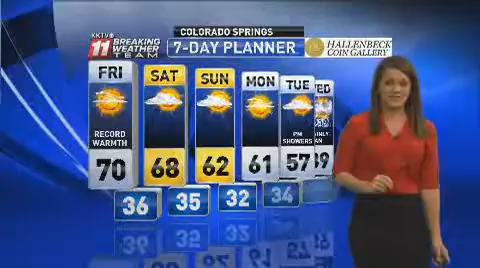 COLORADO SPRINGS
KKTV
11 BREAKING WEATHER TEAM
7-DAY PLANNER
HALLENBECK
COIN GALLERY
FRI SAT SUN MON TUE
RECORD
WARMTH
PM
SHOWERS
70 68 62 61 57
36 35 32 34